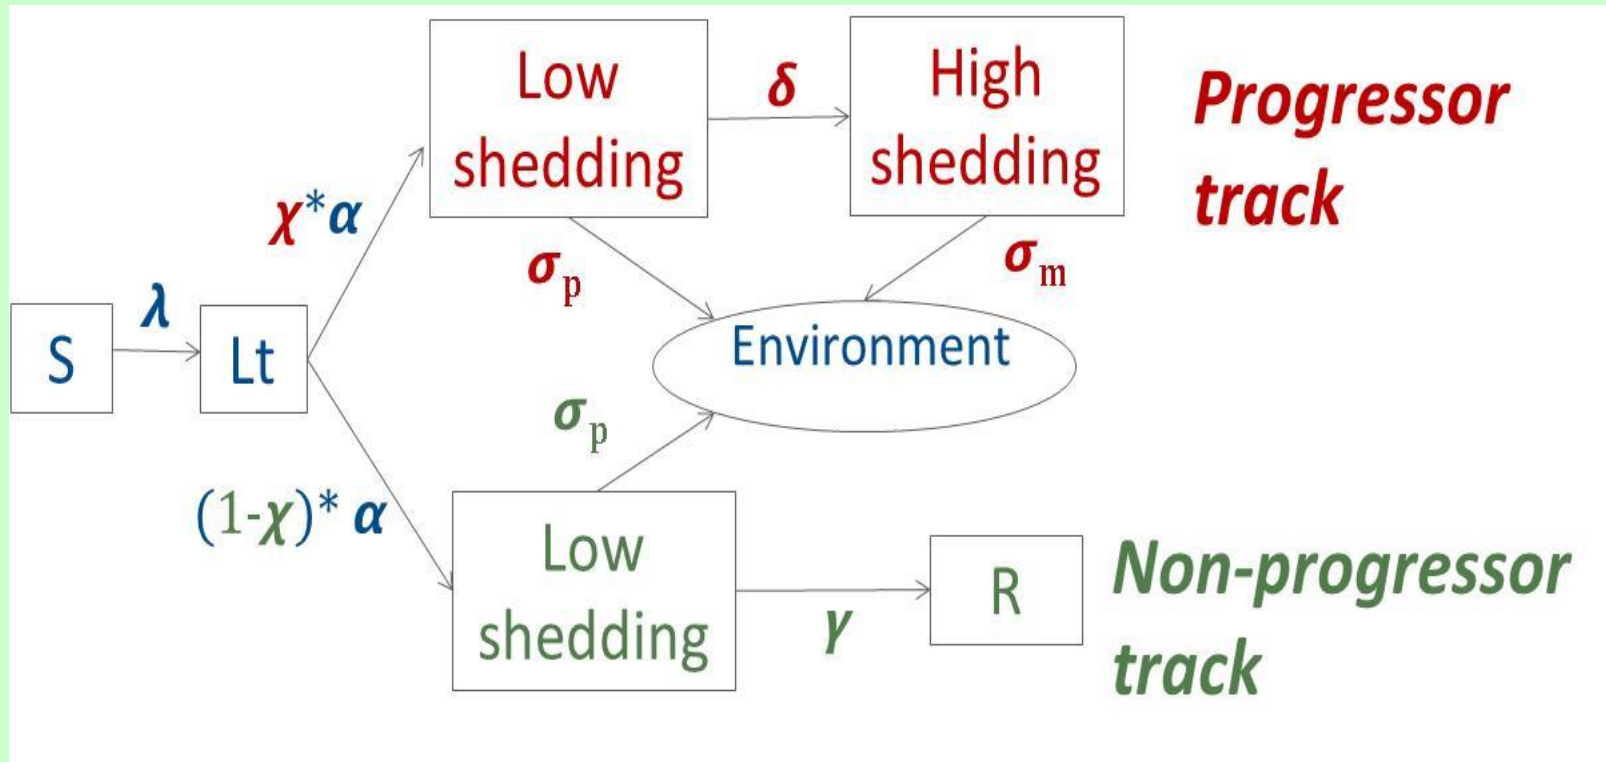 Low
shedding
δ
High
shedding
Progressor
track
χ*α
σp
σm
λ
S
Lt
Environment
σp
(1-χ)* α
Low
shedding
γ
R
Non-progressor
track